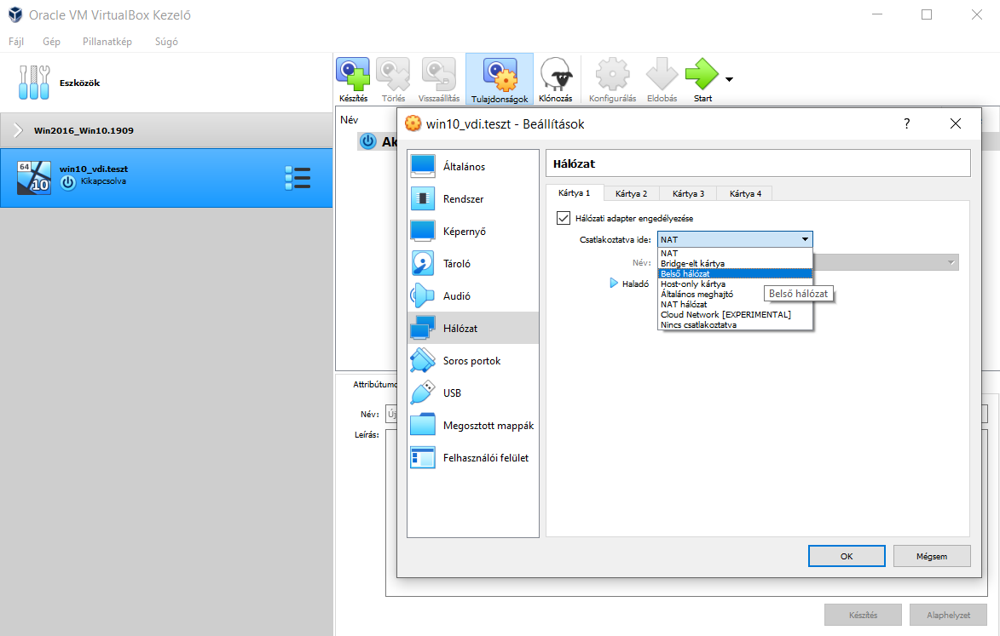 Oracle VM VirtualBox Kezelő
Fájl Gép Pillanatkép Súgó
Eszközök
Win2016_Win10.1909
64
10
win10_vdi.teszt
Kikapcsolva
Készítés Törlés Visszaállítás Tulajdonságok Klónozás Konfigurálás Eldobás Start
Név
Ak
win10_vdi.teszt - Beállítások
?
Általános
Rendszer
Képernyő
Tároló
Audió
Hálózat
Soros portok
USB
Megosztott mappák
Felhasználói felület
Hálózat
Kártya 1 Kártya 2 Kártya 3 Kártya 4
Hálózati adapter engedélyezése
Csatlakoztatva ide: NAT
Név:
Haladó
NAT
Bridge-elt kártya
Belső hálózat
Host-only kártya
Általános meghajtó
NAT hálózat
Cloud Network [EXPERIMENTAL]
Nincs csatlakoztatva
Belső hálózat
OK Mégsem
Attribútumo
Név: Új
Leírás:
Készítés Alaphelyzet